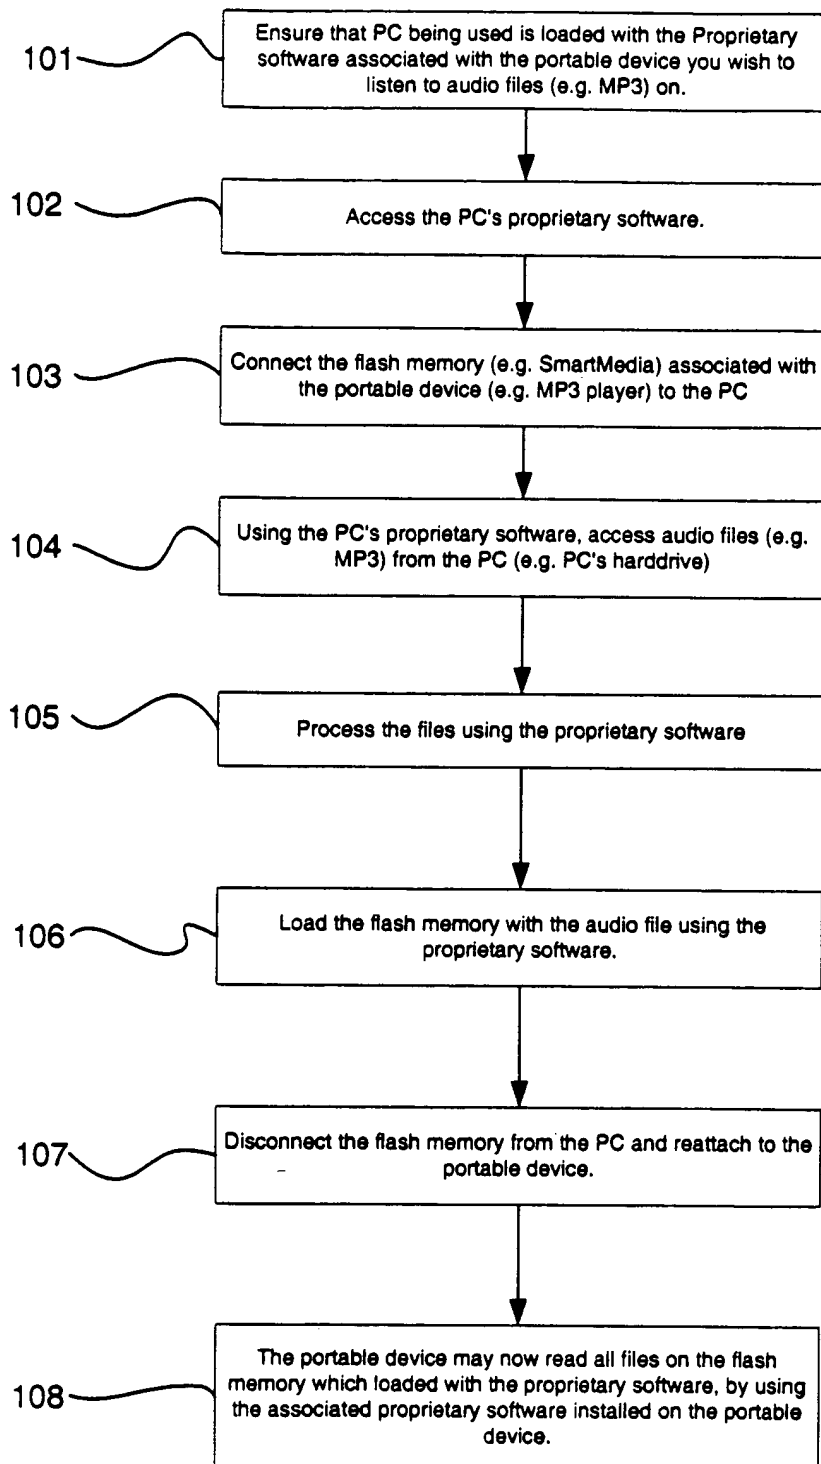 101
Ensure that PC being used is loaded with the Proprietary
software associated with the portable device you wish to
listen to audio files (e.g. MP3) on.
102
Access the PC's proprietary software.
103
Connect the flash memory (e.g. SmartMedia) associated with
the portable device (e.g. MP3 player) to the PC
104
Using the PC's proprietary software, access audio files (e.g.
MP3) from the PC (e.g. PC's harddrive)
105
Process the files using the proprietary software
106
Load the flash memory with the audio file using the
proprietary software.
107
Disconnect the flash memory from the PC and reattach to the
portable device.
108
The portable device may now read all files on the flash
memory which loaded with the proprietary software, by using
the associated proprietary software installed on the portable
device.